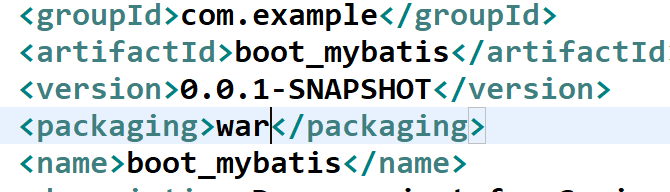 <groupId>com.example</groupId>
<artifactId>boot_mybatis</artifactId
<version>0.0.1-SNAPSHOT</version>
<packaging>war</packaging>
<name>boot_mybatis</name>